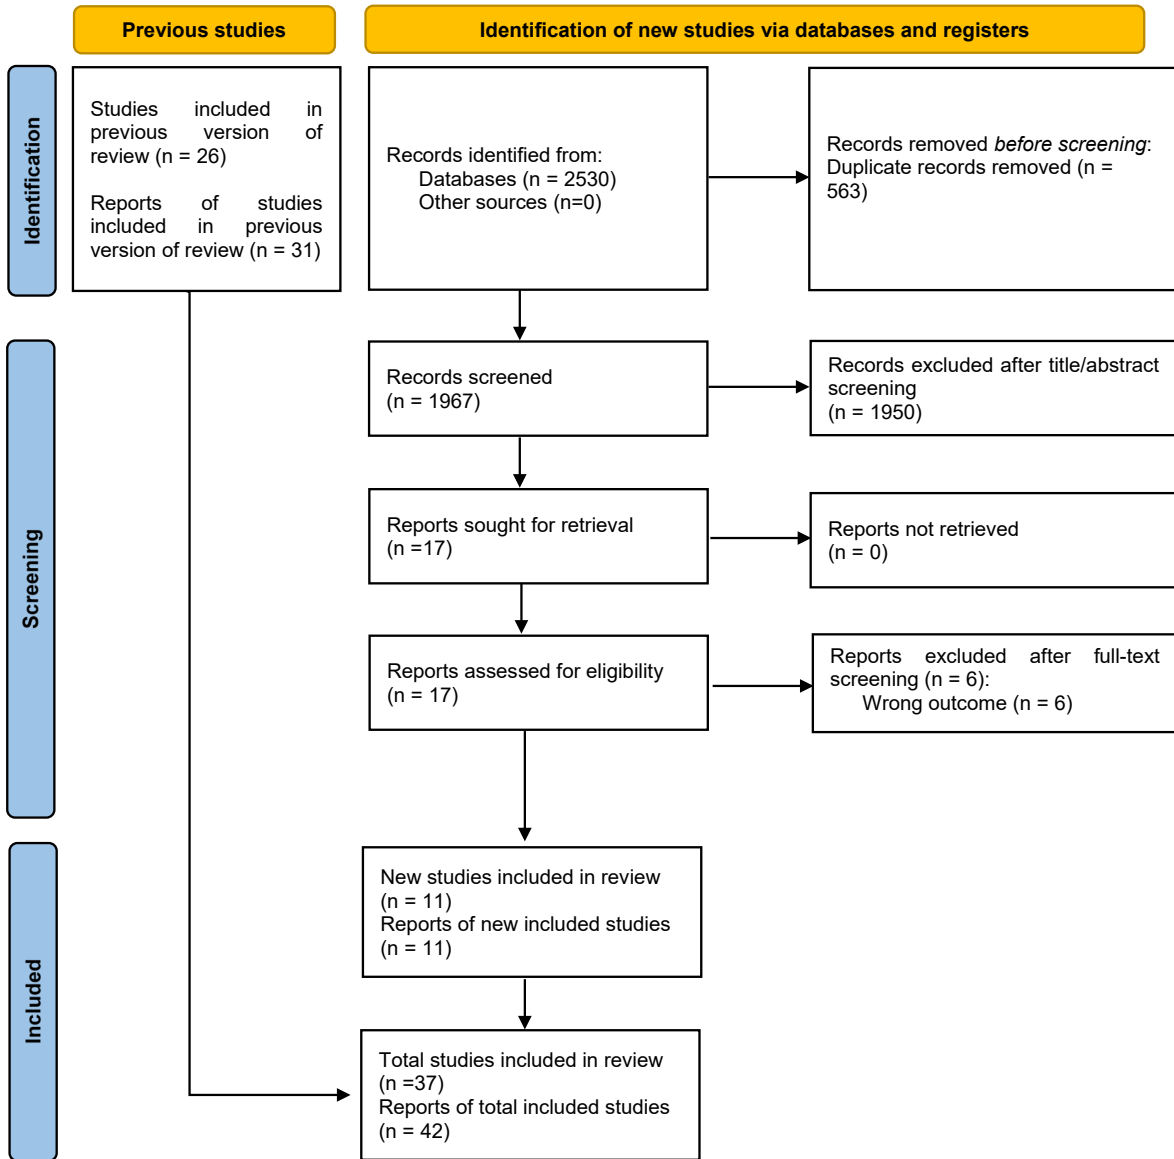 Previous studies
Identification of new studies via databases and registers
Identification
Studies included in
previous version of
review (n = 26)
Reports of studies
included in previous
version of review (n = 31)
Records identified from:
Databases (n = 2530)
Other sources (n=0)
Records removed before screening:
Duplicate records removed (n =
563)
Screening
Records screened
(n = 1967)
Records excluded after title/abstract
screening
(n = 1950)
Reports sought for retrieval
(n =17)
Reports not retrieved
(n = 0)
Reports assessed for eligibility
(n = 17)
Reports excluded after full-text
screening (n = 6):
Wrong outcome (n = 6)
Included
New studies included in review
(n = 11)
Reports of new included studies
(n = 11)
Total studies included in review
(n =37)
Reports of total included studies
(n = 42)